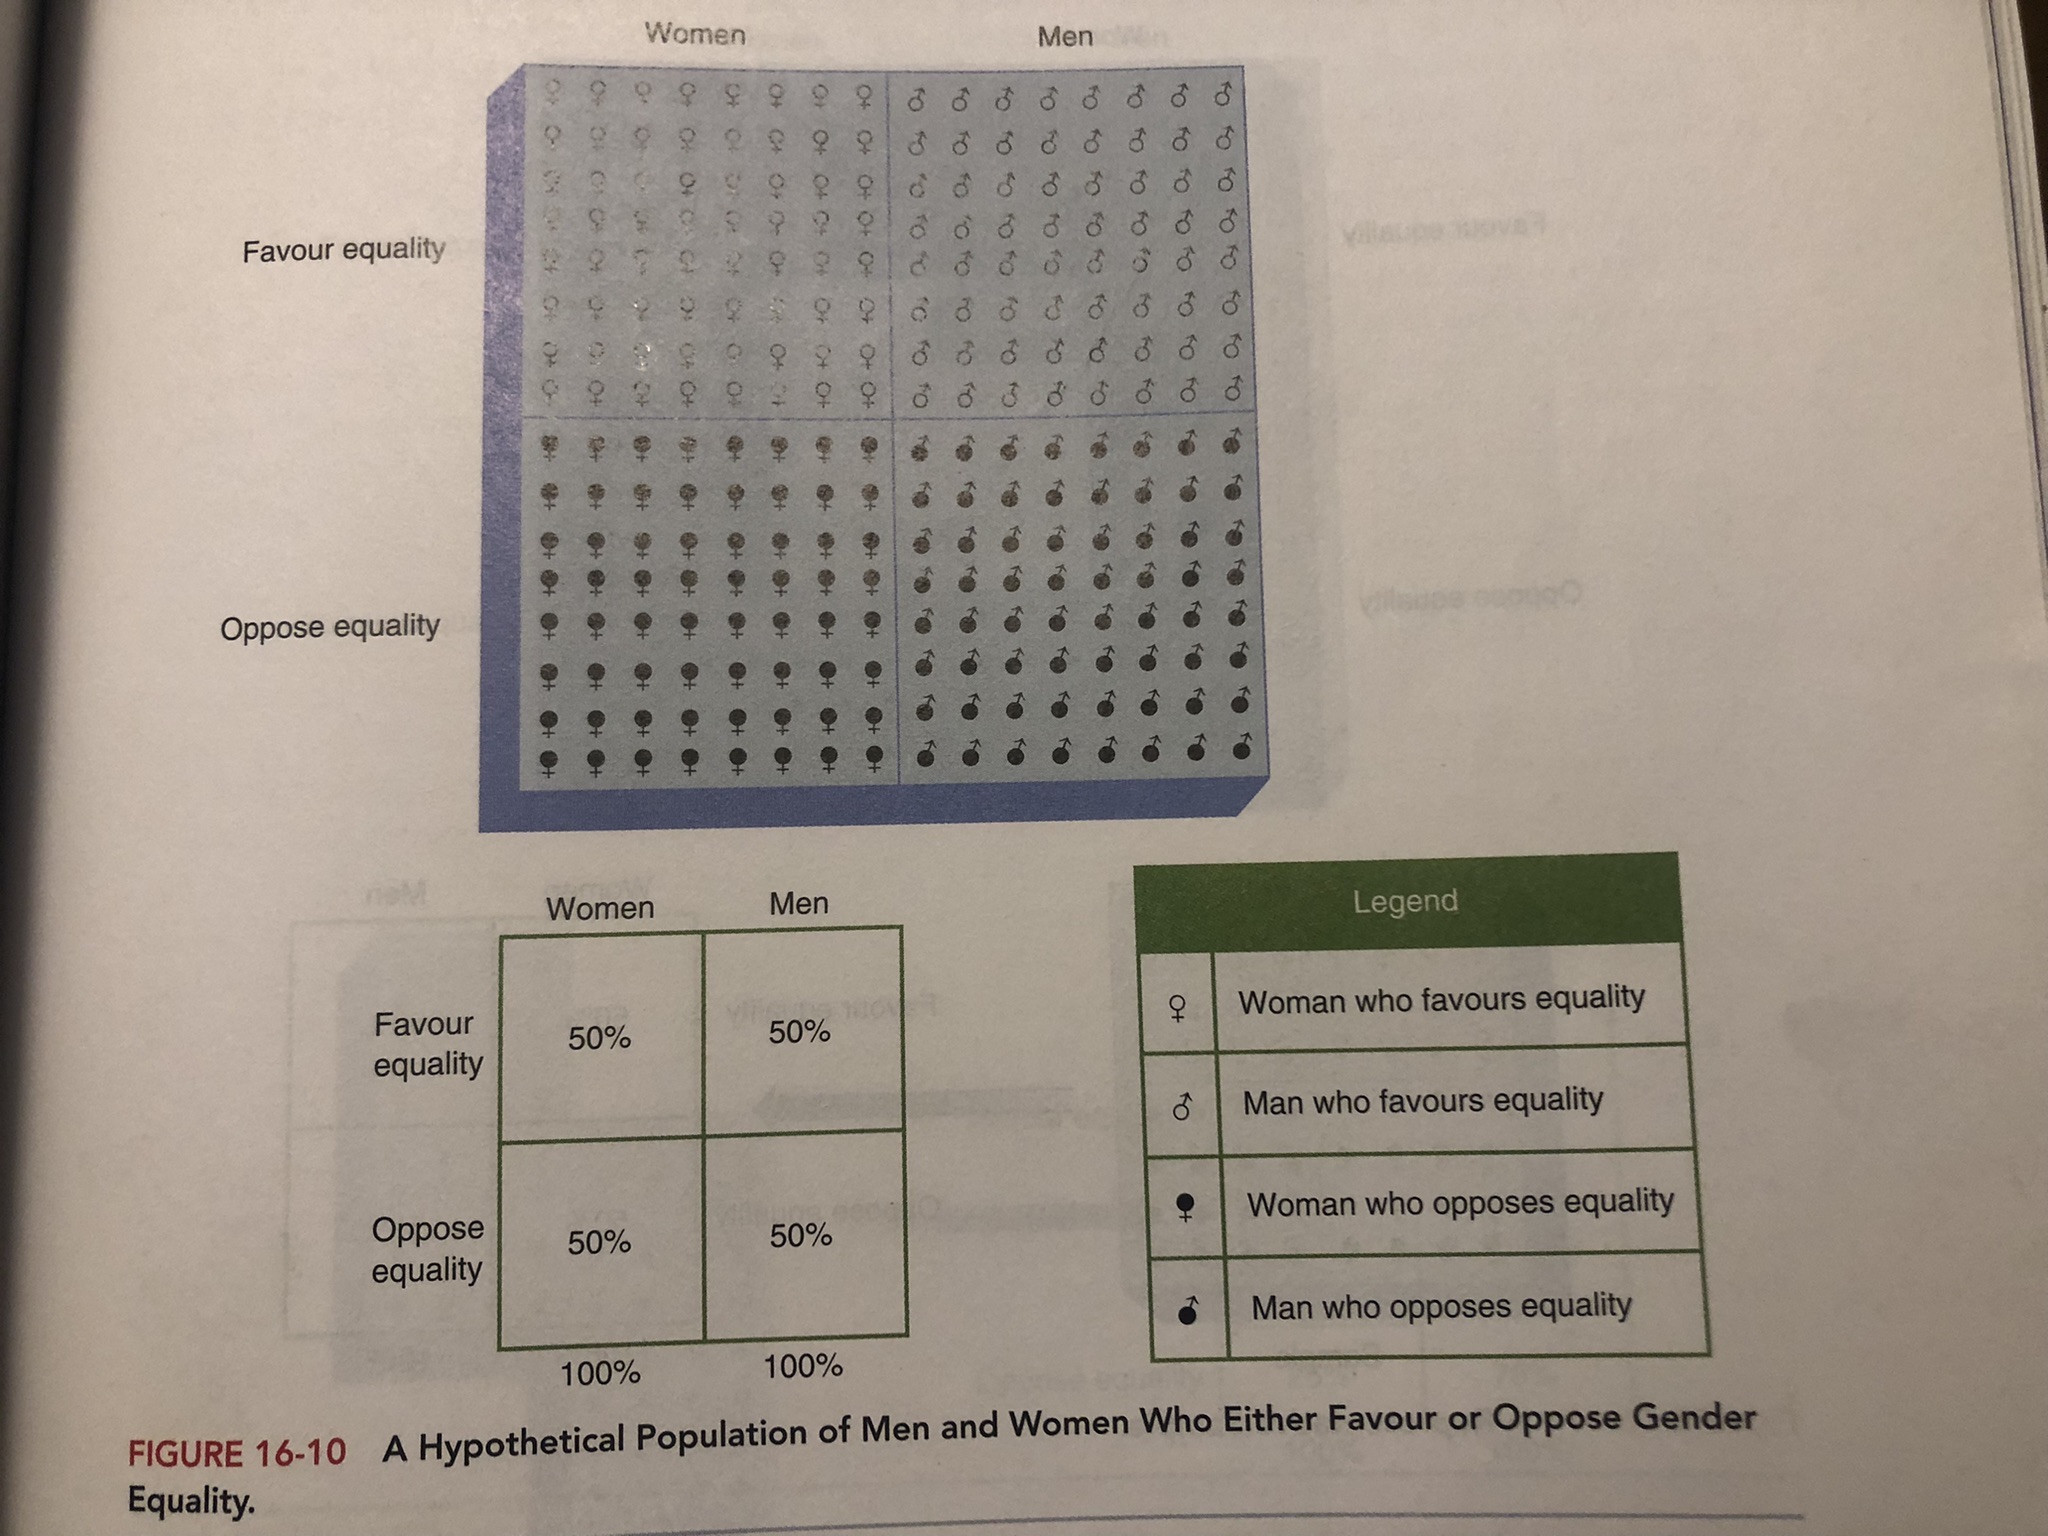 Women Men
Favour equality
Oppose equality
Women Men
Favour
equality
50% 50%
Oppose
equality
50% 50%
100% 100%
Legend
♀ Woman who favours equality
♂ Man who favours equality
Woman who opposes equality
Man who opposes equality
FIGURE 16-10 A Hypothetical Population of Men and Women Who Either Favour or Oppose Gender
Equality.